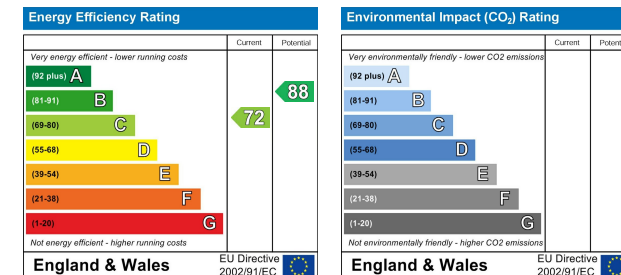 Energy Efficiency Rating
Current Potential
Very energy efficient - lower running costs
(92 plus) A
(81-91) B
88
(69-80) C
72
(55-68) D
(39-54) E
(21-38) F
(1-20) G
Not energy efficient - higher running costs
England & Wales
EU Directive
2002/91/EC
Environmental Impact (CO₂) Rating
Current Potent
Very environmentally friendly - lower CO2 emissions
(92 plus) A
(81-91) B
(69-80) C
(55-68) D
(39-54) E
(21-38) F
(1-20) G
Not environmentally friendly - higher CO2 emissions
England & Wales
EU Directive
2002/91/EC